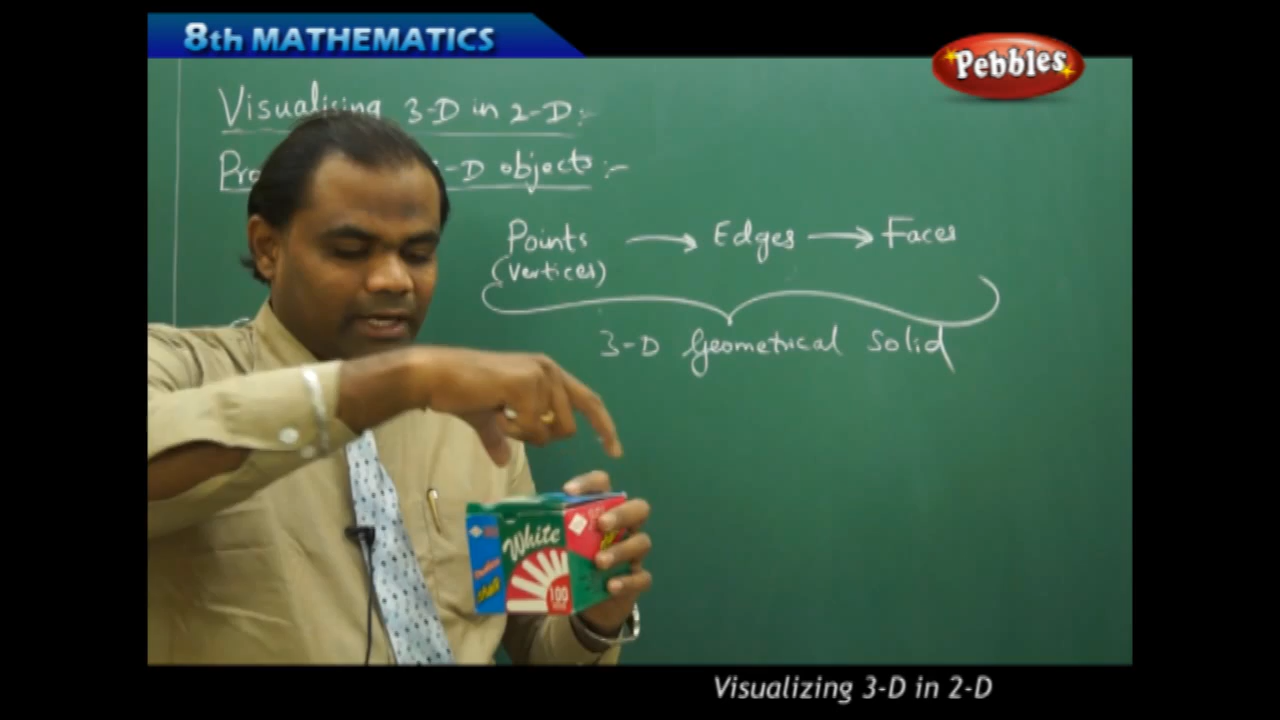 8th MATHEMATICS
Pebbles
Visualising 3-D in 2-D:-
-D objects:-
Points → Edges → Faces
(Vertices)
3-D Geometrical Solid
White
100
Visualizing 3-D in 2-D